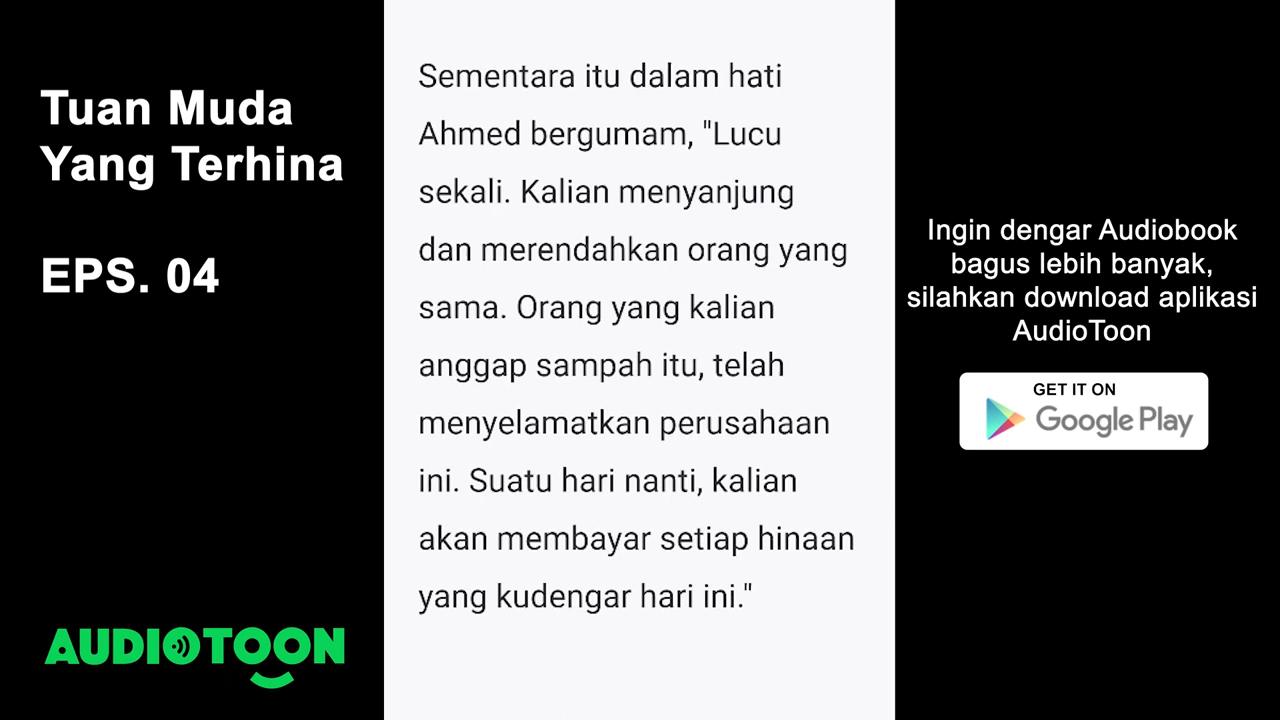 Tuan Muda
Yang Terhina
EPS. 04
AUDIOTOON
Sementara itu dalam hati
Ahmed bergumam, "Lucu
sekali. Kalian menyanjung
dan merendahkan orang yang
sama. Orang yang kalian
anggap sampah itu, telah
menyelamatkan perusahaan
ini. Suatu hari nanti, kalian
akan membayar setiap hinaan
yang kudengar hari ini."
Ingin dengar Audiobook
bagus lebih banyak,
silahkan download aplikasi
AudioToon
GET IT ON
Google Play